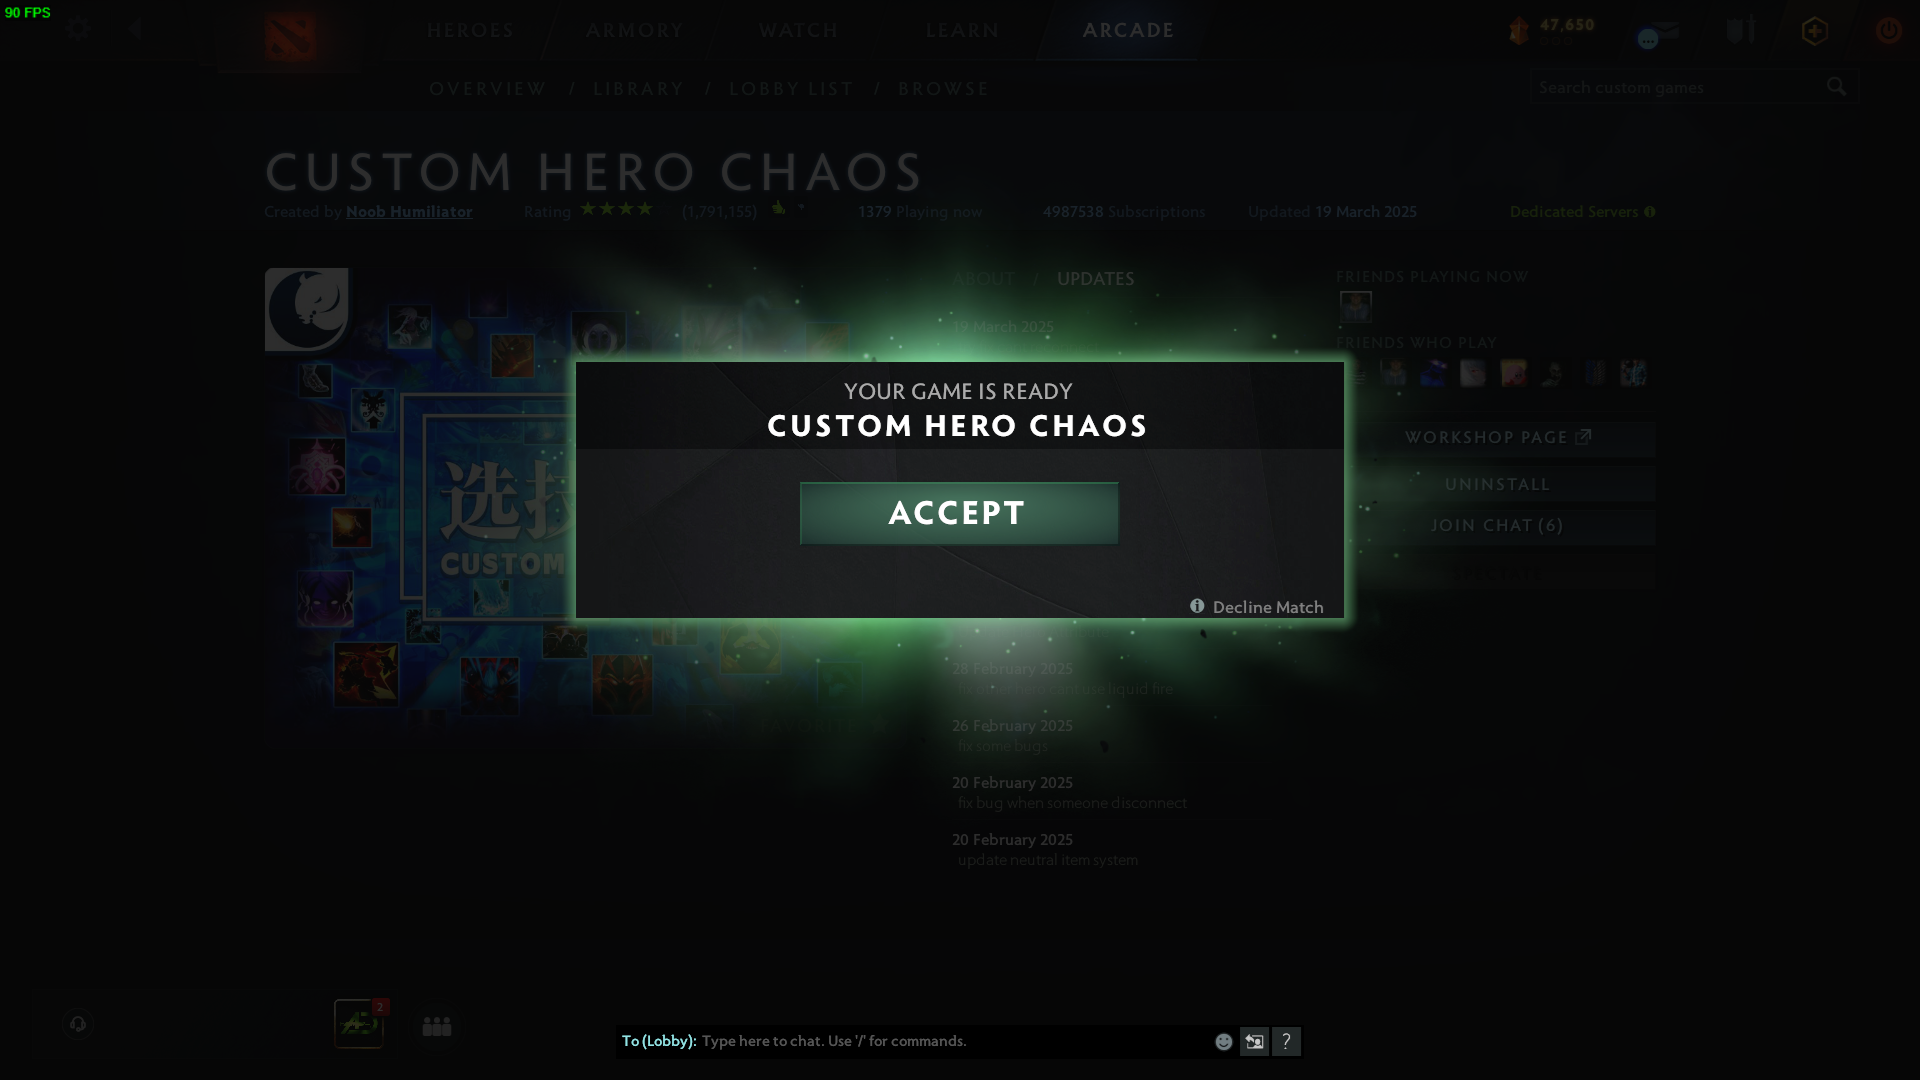 90 FPS
HEROES
ARMORY
WATCH
LEARN
ARCADE
47,650
OVERVIEW / LIBRARY / LOBBY LIST / BROWSE
Search custom games
CUSTOM HERO CHAOS
Created by Noob Humiliator
Rating
(1,791,155)
1379 Playing now
4987538 Subscriptions
Updated 19 March 2025
Dedicated Servers
ABOUT / UPDATES
FRIENDS PLAYING NOW
19 March 2025
FRIENDS WHO PLAY
YOUR GAME IS READY
CUSTOM HERO CHAOS
WORKSHOP PAGE
UNINSTALL
选技
ACCEPT
JOIN CHAT (6)
CUSTOM
Decline Match
28 February 2025
fix other hero cant use liquid fire
26 February 2025
fix some bugs
20 February 2025
fix bug when someone disconnect
20 February 2025
update neutral item system
2
To (Lobby): Type here to chat. Use '/' for commands.
?